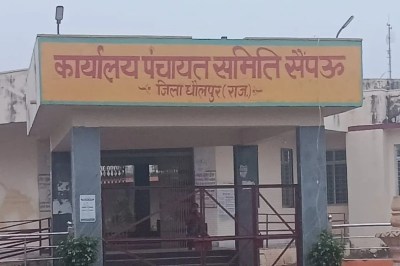 कार्यालय पंचायत समिति सैंपऊ
जिला धौलपुर (राज.)